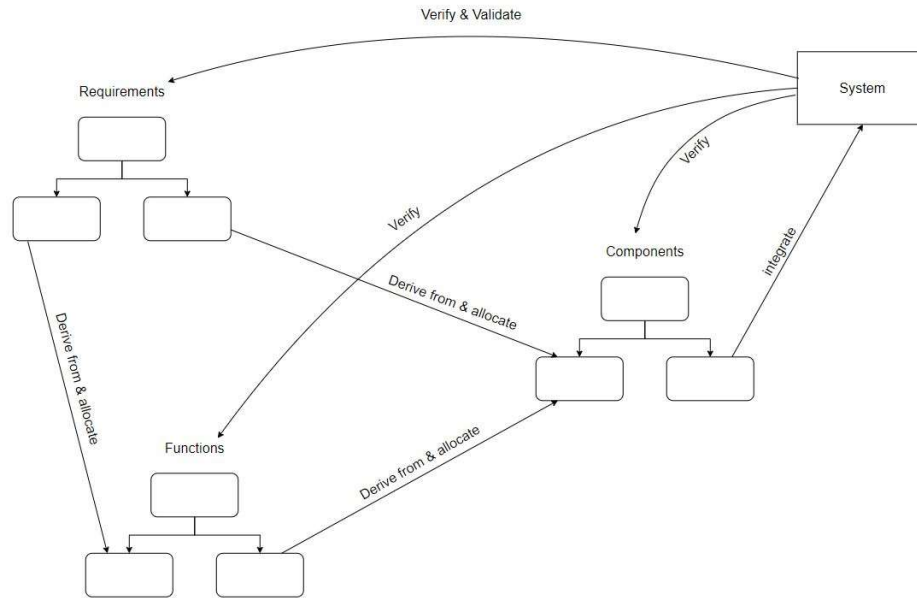 Verify & Validate
System
Requirements
Verify
Verify
Components
integrate
Derive from & allocate
Derive from & allocate
Functions
Derive from & allocate